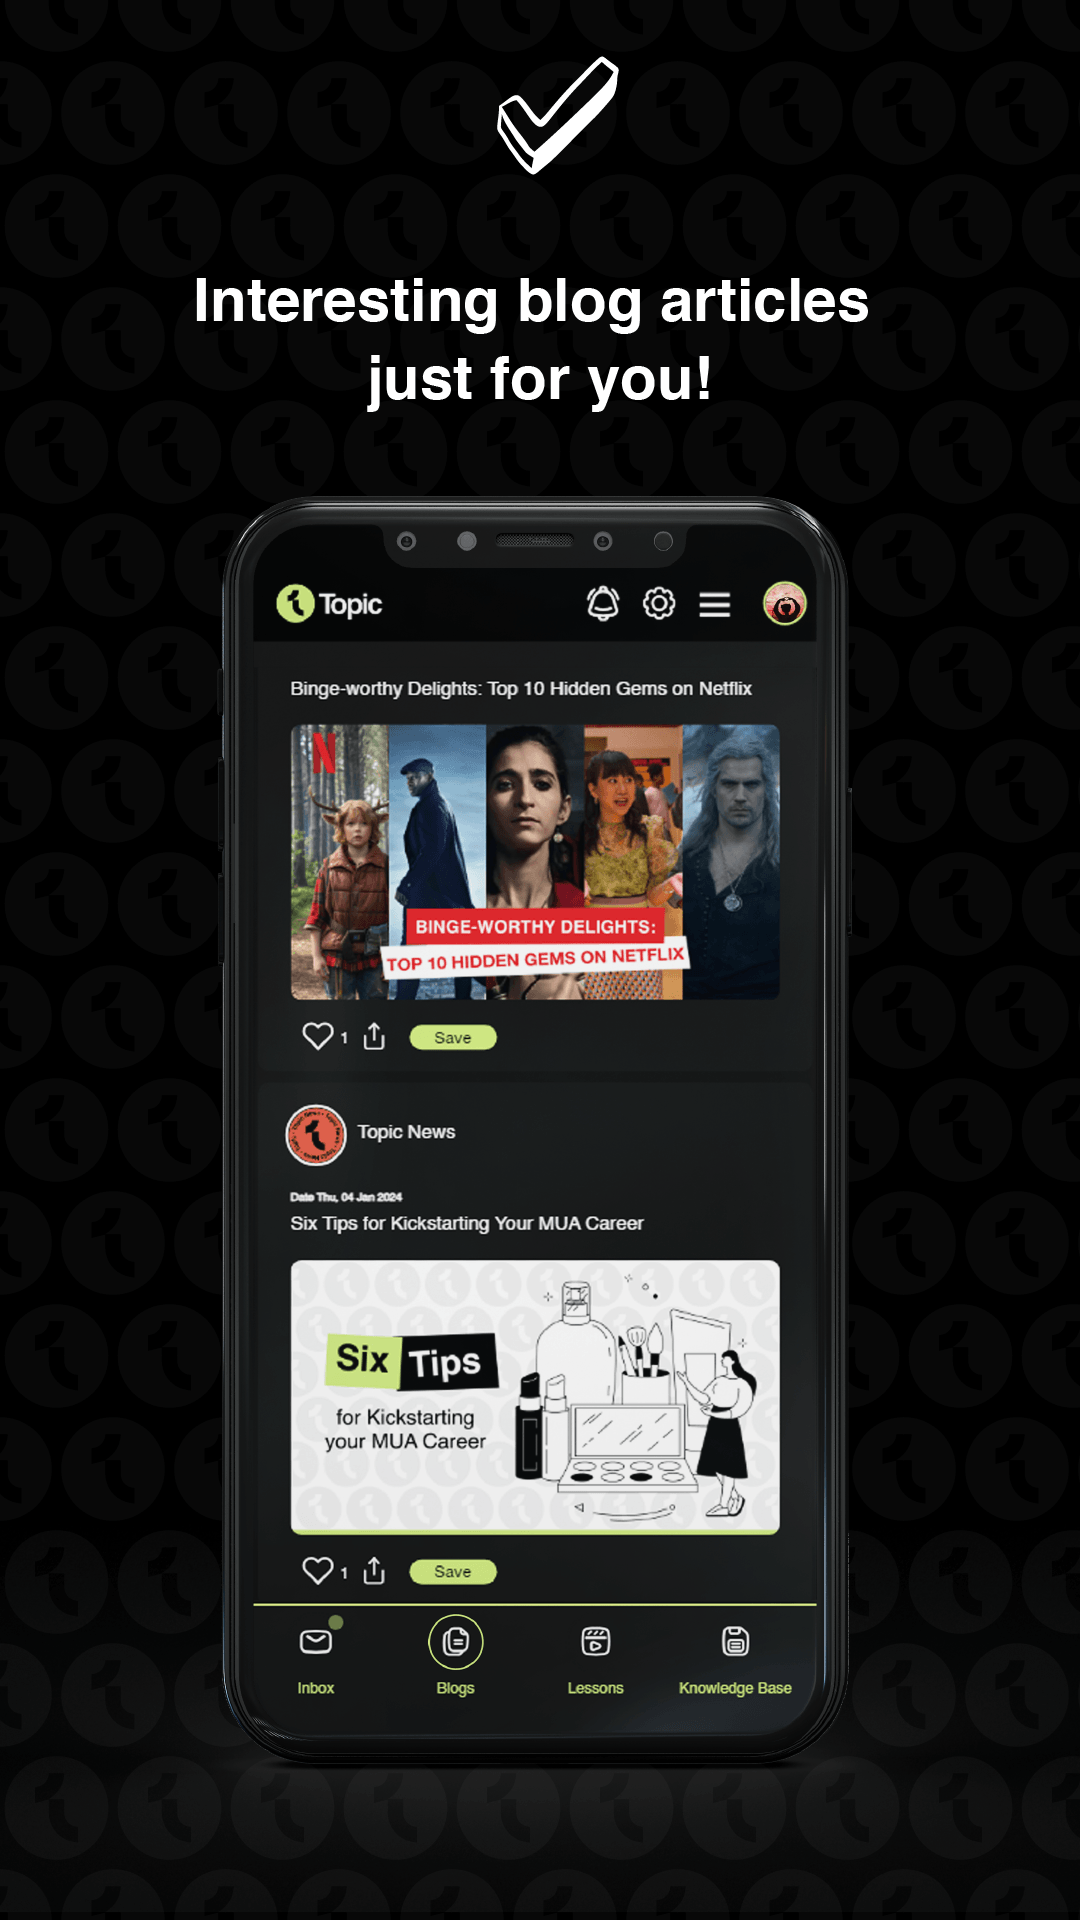 Interesting blog articles
just for you!
Topic
Binge-worthy Delights: Top 10 Hidden Gems on Netflix
N
BINGE-WORTHY DELIGHTS:
TOP 10 HIDDEN GEMS ON NETFLIX
1
Save
Topic News
Date Thu, 04 Jan 2024
Six Tips for Kickstarting Your MUA Career
Six Tips
for Kickstarting
your MUA Career
1
Save
Inbox
Blogs
Lessons
Knowledge Base